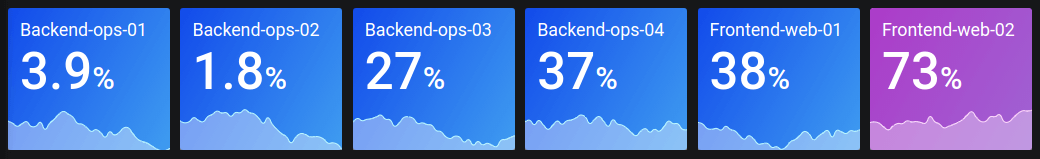 Backend-ops-01
3.9%
Backend-ops-02
1.8%
Backend-ops-03
27%
Backend-ops-04
37%
Frontend-web-01
38%
Frontend-web-02
73%